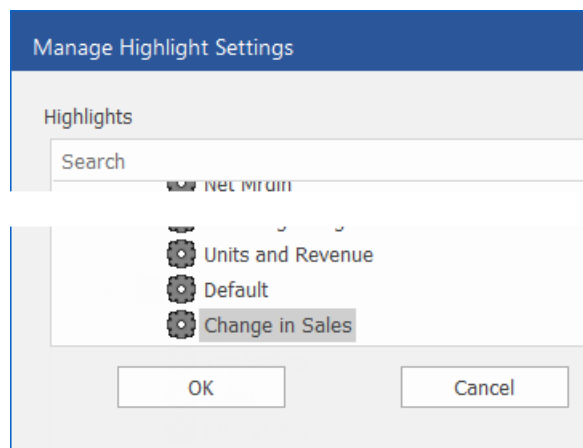 Manage Highlight Settings
Highlights
Search
Units and Revenue
Default
Change in Sales
OK
Cancel